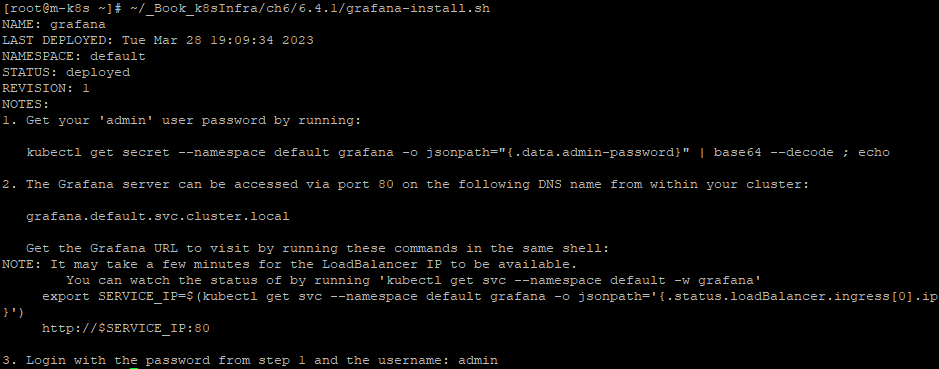 [root@m-k8s ~]# ~/_Book_k8sInfra/ch6/6.4.1/grafana-install.sh
NAME: grafana
LAST DEPLOYED: Tue Mar 28 19:09:34 2023
NAMESPACE: default
STATUS: deployed
REVISION: 1
NOTES:
1. Get your 'admin' user password by running:
kubectl get secret --namespace default grafana -o jsonpath="{.data.admin-password}" | base64 --decode ; echo
2. The Grafana server can be accessed via port 80 on the following DNS name from within your cluster:
grafana.default.svc.cluster.local
Get the Grafana URL to visit by running these commands in the same shell:
NOTE: It may take a few minutes for the LoadBalancer IP to be available.
You can watch the status of by running 'kubectl get svc --namespace default -w grafana'
export SERVICE_IP=$(kubectl get svc --namespace default grafana -o jsonpath='{.status.loadBalancer.ingress[0].ip
}')
http://$SERVICE_IP:80
3. Login with the password from step 1 and the username: admin